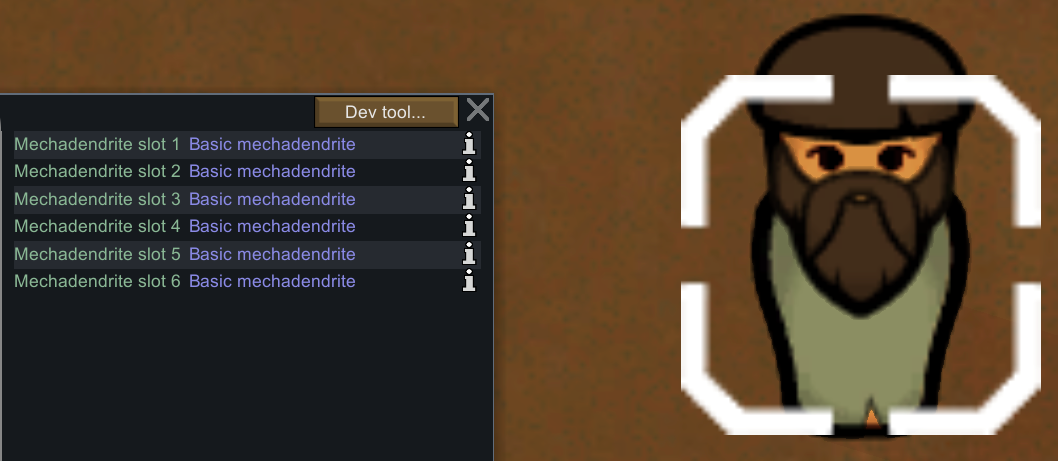 Dev tool...
Mechadendrite slot 1 Basic mechadendrite
Mechadendrite slot 2 Basic mechadendrite
Mechadendrite slot 3 Basic mechadendrite
Mechadendrite slot 4 Basic mechadendrite
Mechadendrite slot 5 Basic mechadendrite
Mechadendrite slot 6 Basic mechadendrite